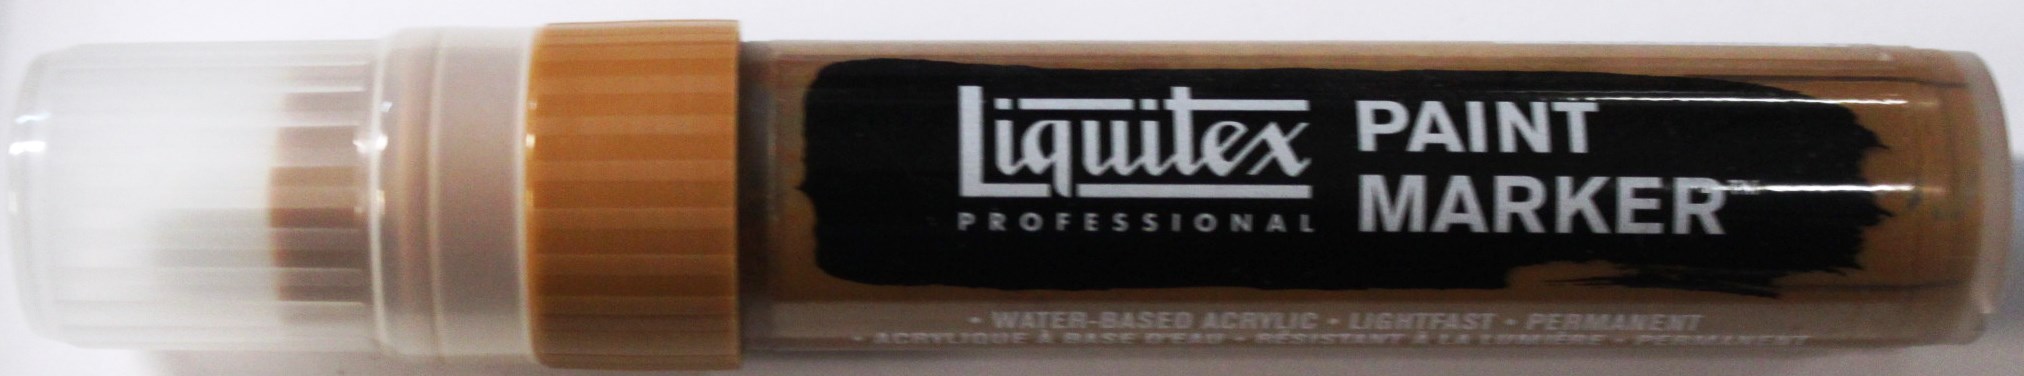 Liquitex
PROFESSIONAL
PAINT
MARKER™
• WATER-BASED ACRYLIC • LIGHTFAST • PERMANENT
• ACRYLIQUE À BASE D'EAU • RÉSISTANT À LA LUMIÈRE • PERMANENT